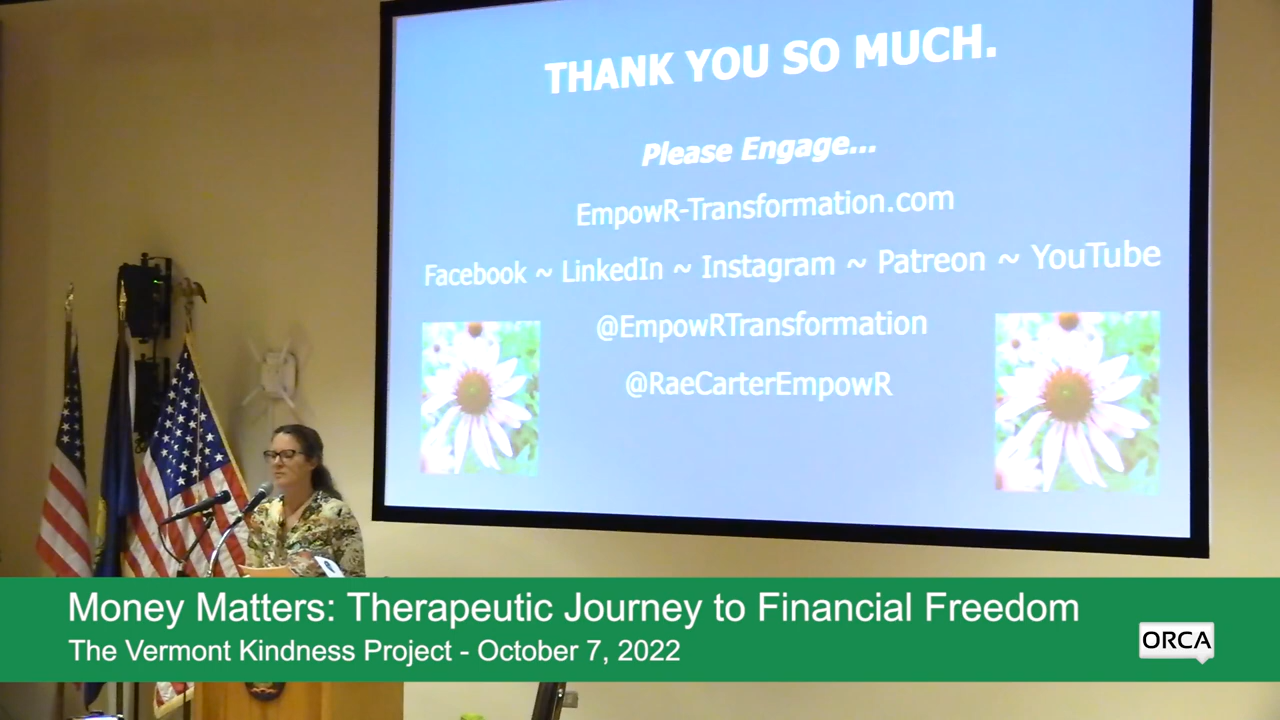 THANK YOU SO MUCH.
Please Engage...
EmpowR-Transformation.com
Facebook ~ LinkedIn ~ Instagram ~ Patreon ~ YouTube
@EmpowRTransformation
@RaeCarterEmpowR
Money Matters: Therapeutic Journey to Financial Freedom
The Vermont Kindness Project - October 7, 2022
ORCA